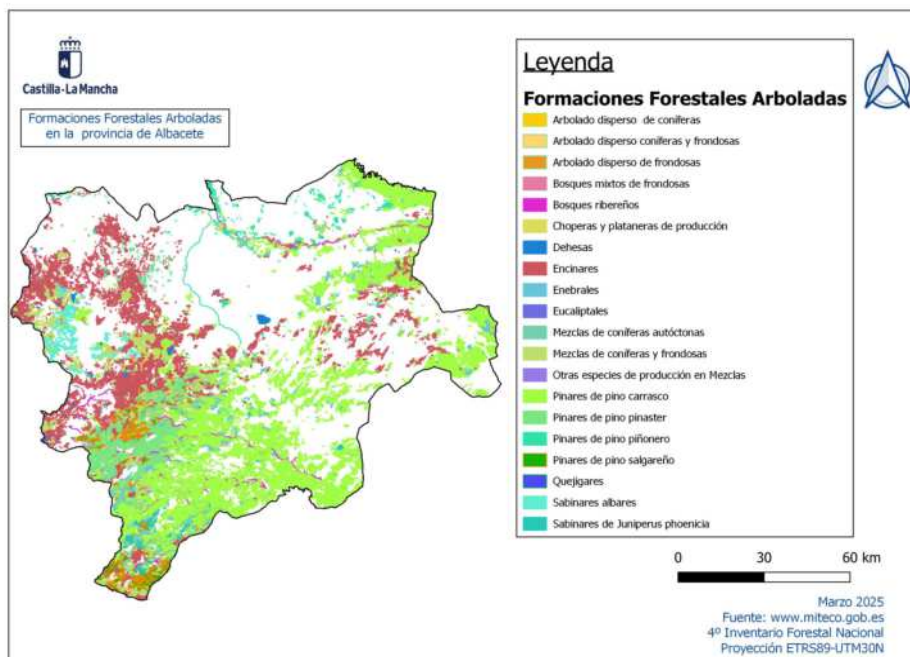 Castilla-La Mancha
Formaciones Forestales Arboladas
en la provincia de Albacete
Leyenda
Formaciones Forestales Arboladas
Arbolado disperso de coníferas
Arbolado disperso coníferas y frondosas
Arbolado disperso de frondosas
Bosques mixtos de frondosas
Bosques ribereños
Choperas y plataneras de producción
Dehesas
Encinares
Enebrales
Eucaliptales
Mezclas de coníferas autóctonas
Mezclas de coníferas y frondosas
Otras especies de producción en Mezclas
Pinares de pino carrasco
Pinares de pino pinaster
Pinares de pino piñonero
Pinares de pino salgareño
Quejigares
Sabinares albares
Sabinares de Juniperus phoenicia
0 30 60 km
Marzo 2025
Fuente: www.miteco.gob.es
4º Inventario Forestal Nacional
Proyección ETRS89-UTM30N